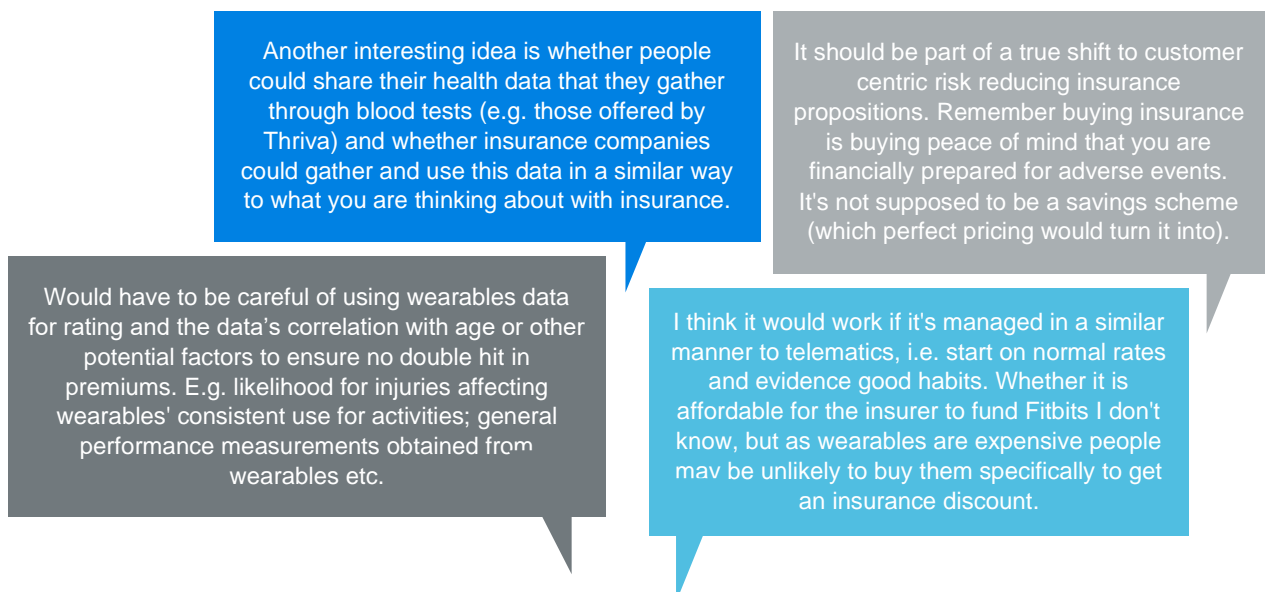 Another interesting idea is whether people
could share their health data that they gather
through blood tests (e.g. those offered by
Thriva) and whether insurance companies
could gather and use this data in a similar way
to what you are thinking about with insurance.
It should be part of a true shift to customer
centric risk reducing insurance
propositions. Remember buying insurance
is buying peace of mind that you are
financially prepared for adverse events.
It's not supposed to be a savings scheme
(which perfect pricing would turn it into).
Would have to be careful of using wearables data
for rating and the data’s correlation with age or other
potential factors to ensure no double hit in
premiums. E.g. likelihood for injuries affecting
wearables' consistent use for activities; general
performance measurements obtained from
wearables etc.
I think it would work if it's managed in a similar
manner to telematics, i.e. start on normal rates
and evidence good habits. Whether it is
affordable for the insurer to fund Fitbits I don't
know, but as wearables are expensive people
may be unlikely to buy them specifically to get
an insurance discount.